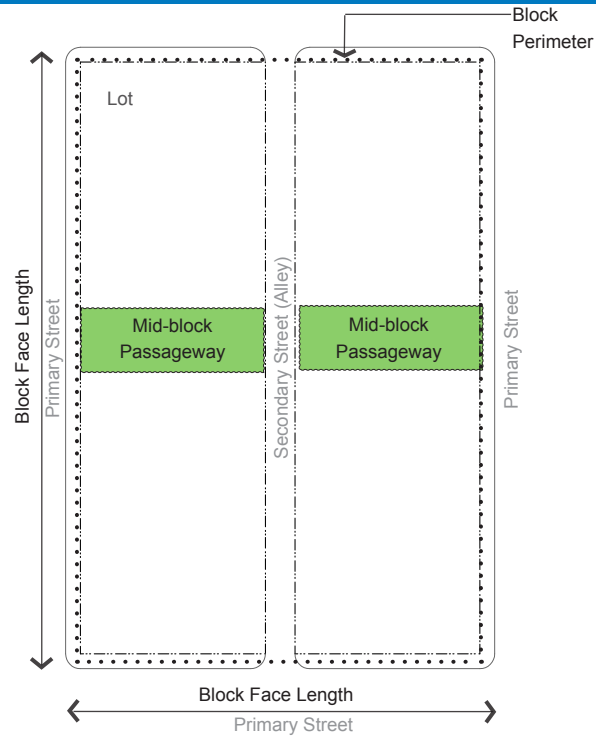 Block
Perimeter
Lot
Block Face Length
Primary Street
Mid-block
Passageway
Secondary Street (Alley)
Mid-block
Passageway
Primary Street
Block Face Length
Primary Street